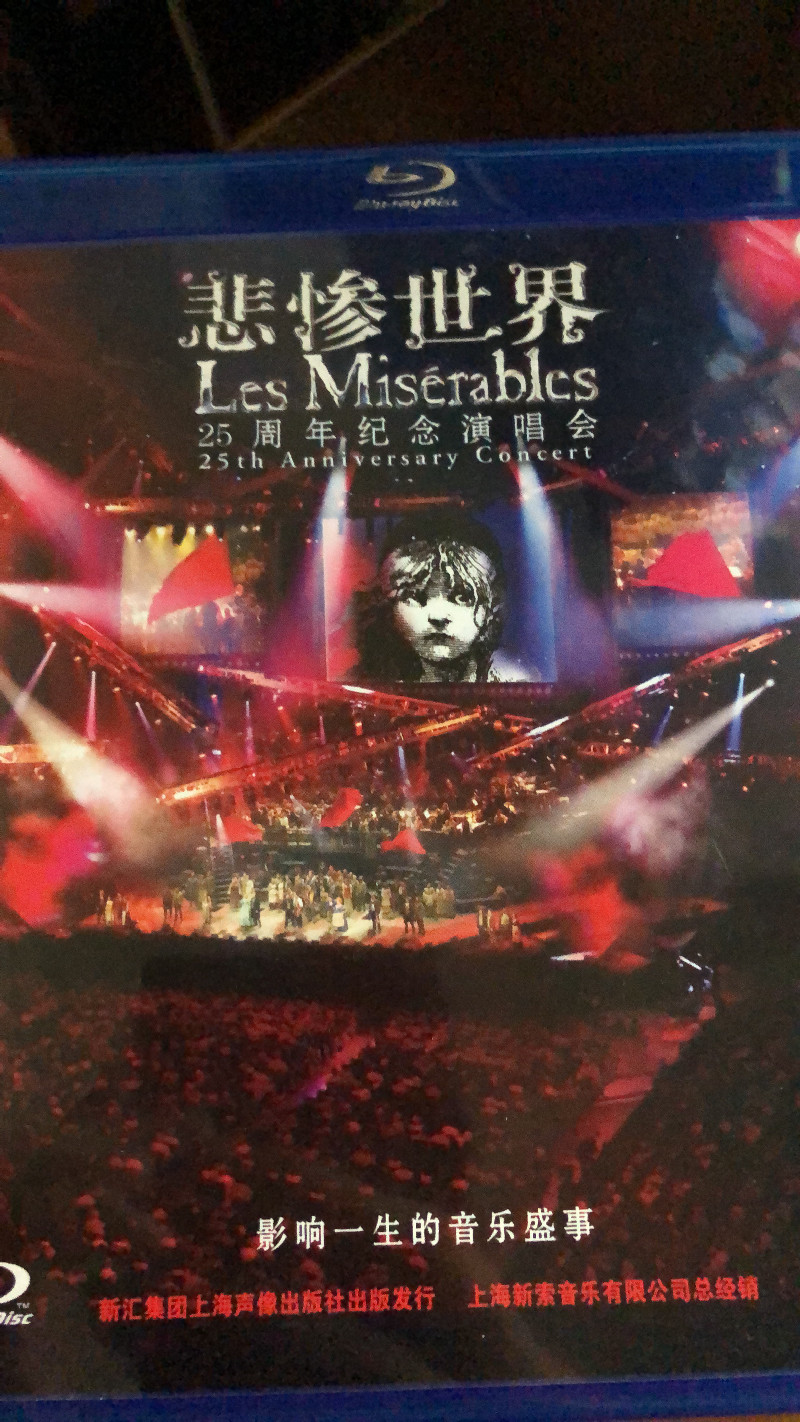 Blu-ray Disc
悲惨世界
Les Misérables
25周年纪念演唱会
25th Anniversary Concert
影响一生的音乐盛事
Disc™
新汇集团上海声像出版社出版发行 上海新索音乐有限公司总经销